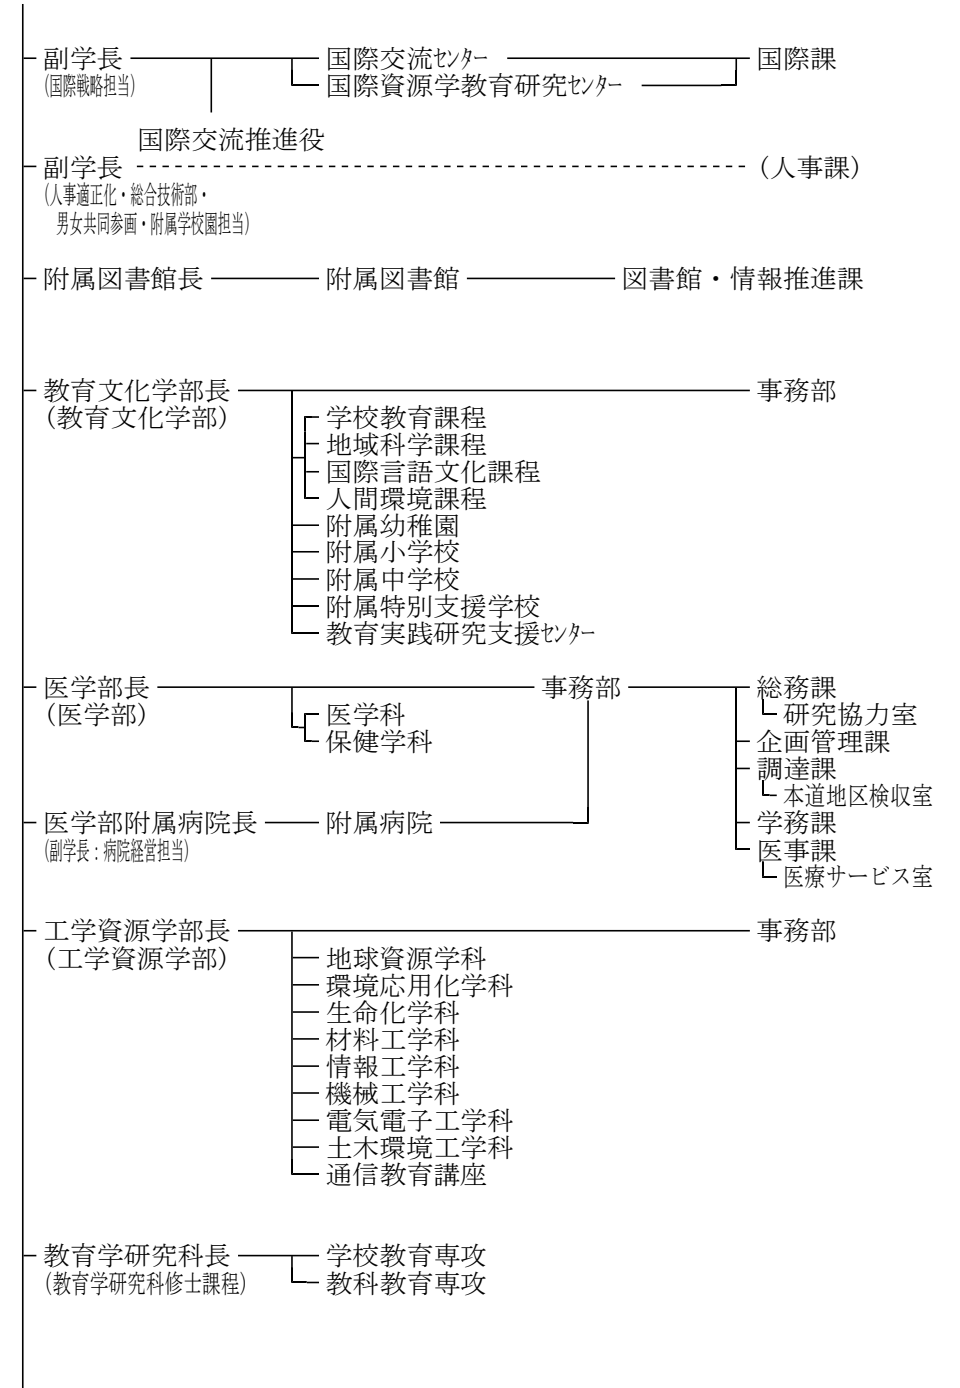 副学長 国際交流センター 国際課
(国際戦略担当) 国際資源学教育研究センター
国際交流推進役
副学長 (人事課)
(人事適正化・総合技術部・
男女共同参画・附属学校園担当)
附属図書館長 附属図書館 図書館・情報推進課
教育文化学部長 事務部
(教育文化学部) 学校教育課程
地域科学課程
国際言語文化課程
人間環境課程
附属幼稚園
附属小学校
附属中学校
附属特別支援学校
教育実践研究支援センター
医学部長 事務部 総務課
(医学部) 医学科 研究協力室
保健学科 企画管理課
調達課
本道地区検収室
医学部附属病院長 附属病院 学務課
(副学長:病院経営担当) 医事課
医療サービス室
工学資源学部長 事務部
(工学資源学部) 地球資源学科
環境応用化学科
生命化学科
材料工学科
情報工学科
機械工学科
電気電子工学科
土木環境工学科
通信教育講座
教育学研究科長 学校教育専攻
(教育学研究科修士課程) 教科教育専攻